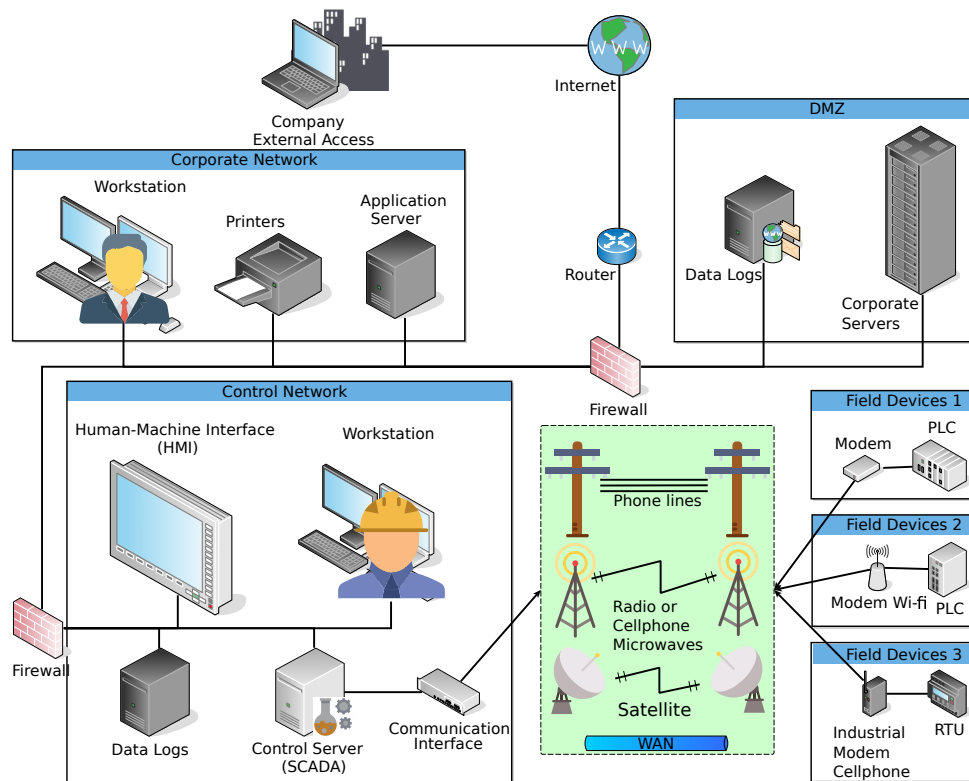 Company
External Access
Internet
W W W
DMZ
Corporate Network
Workstation
Printers
Application
Server
Router
Data Logs
Corporate
Servers
Firewall
Control Network
Human-Machine Interface
(HMI)
Workstation
Firewall
Data Logs
Control Server
(SCADA)
Communication
Interface
Phone lines
Radio or
Cellphone
Microwaves
Satellite
WAN
Field Devices 1
Modem
PLC
Field Devices 2
Modem Wi-fi
PLC
Field Devices 3
Industrial
Modem
Cellphone
RTU